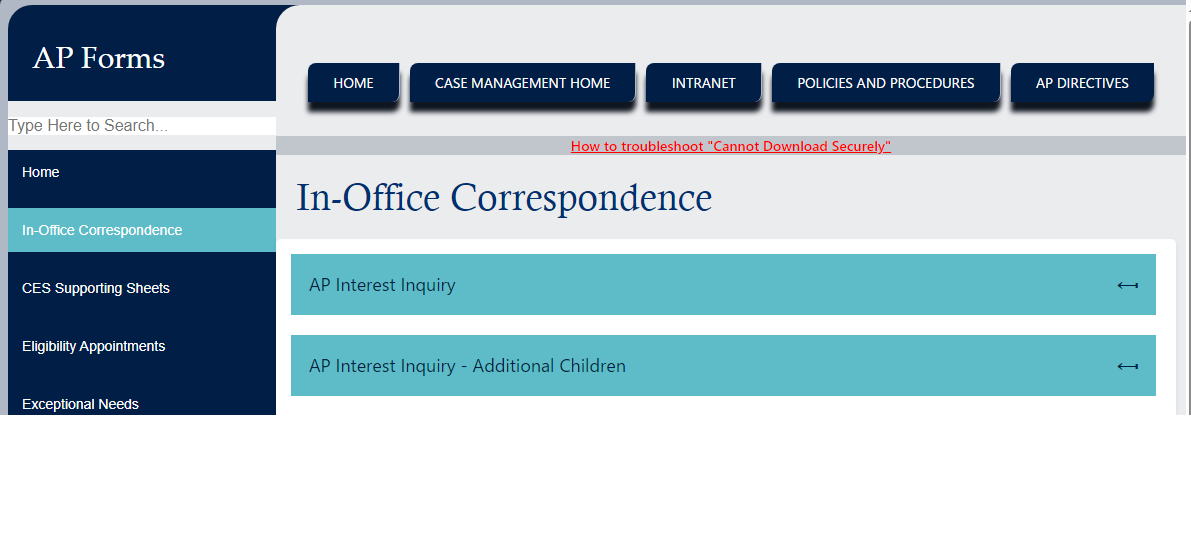 AP Forms
HOME
CASE MANAGEMENT HOME
INTRANET
POLICIES AND PROCEDURES
AP DIRECTIVES
Type Here to Search...
How to troubleshoot "Cannot Download Securely"
Home
In-Office Correspondence
CES Supporting Sheets
Eligibility Appointments
Exceptional Needs
In-Office Correspondence
AP Interest Inquiry
AP Interest Inquiry - Additional Children